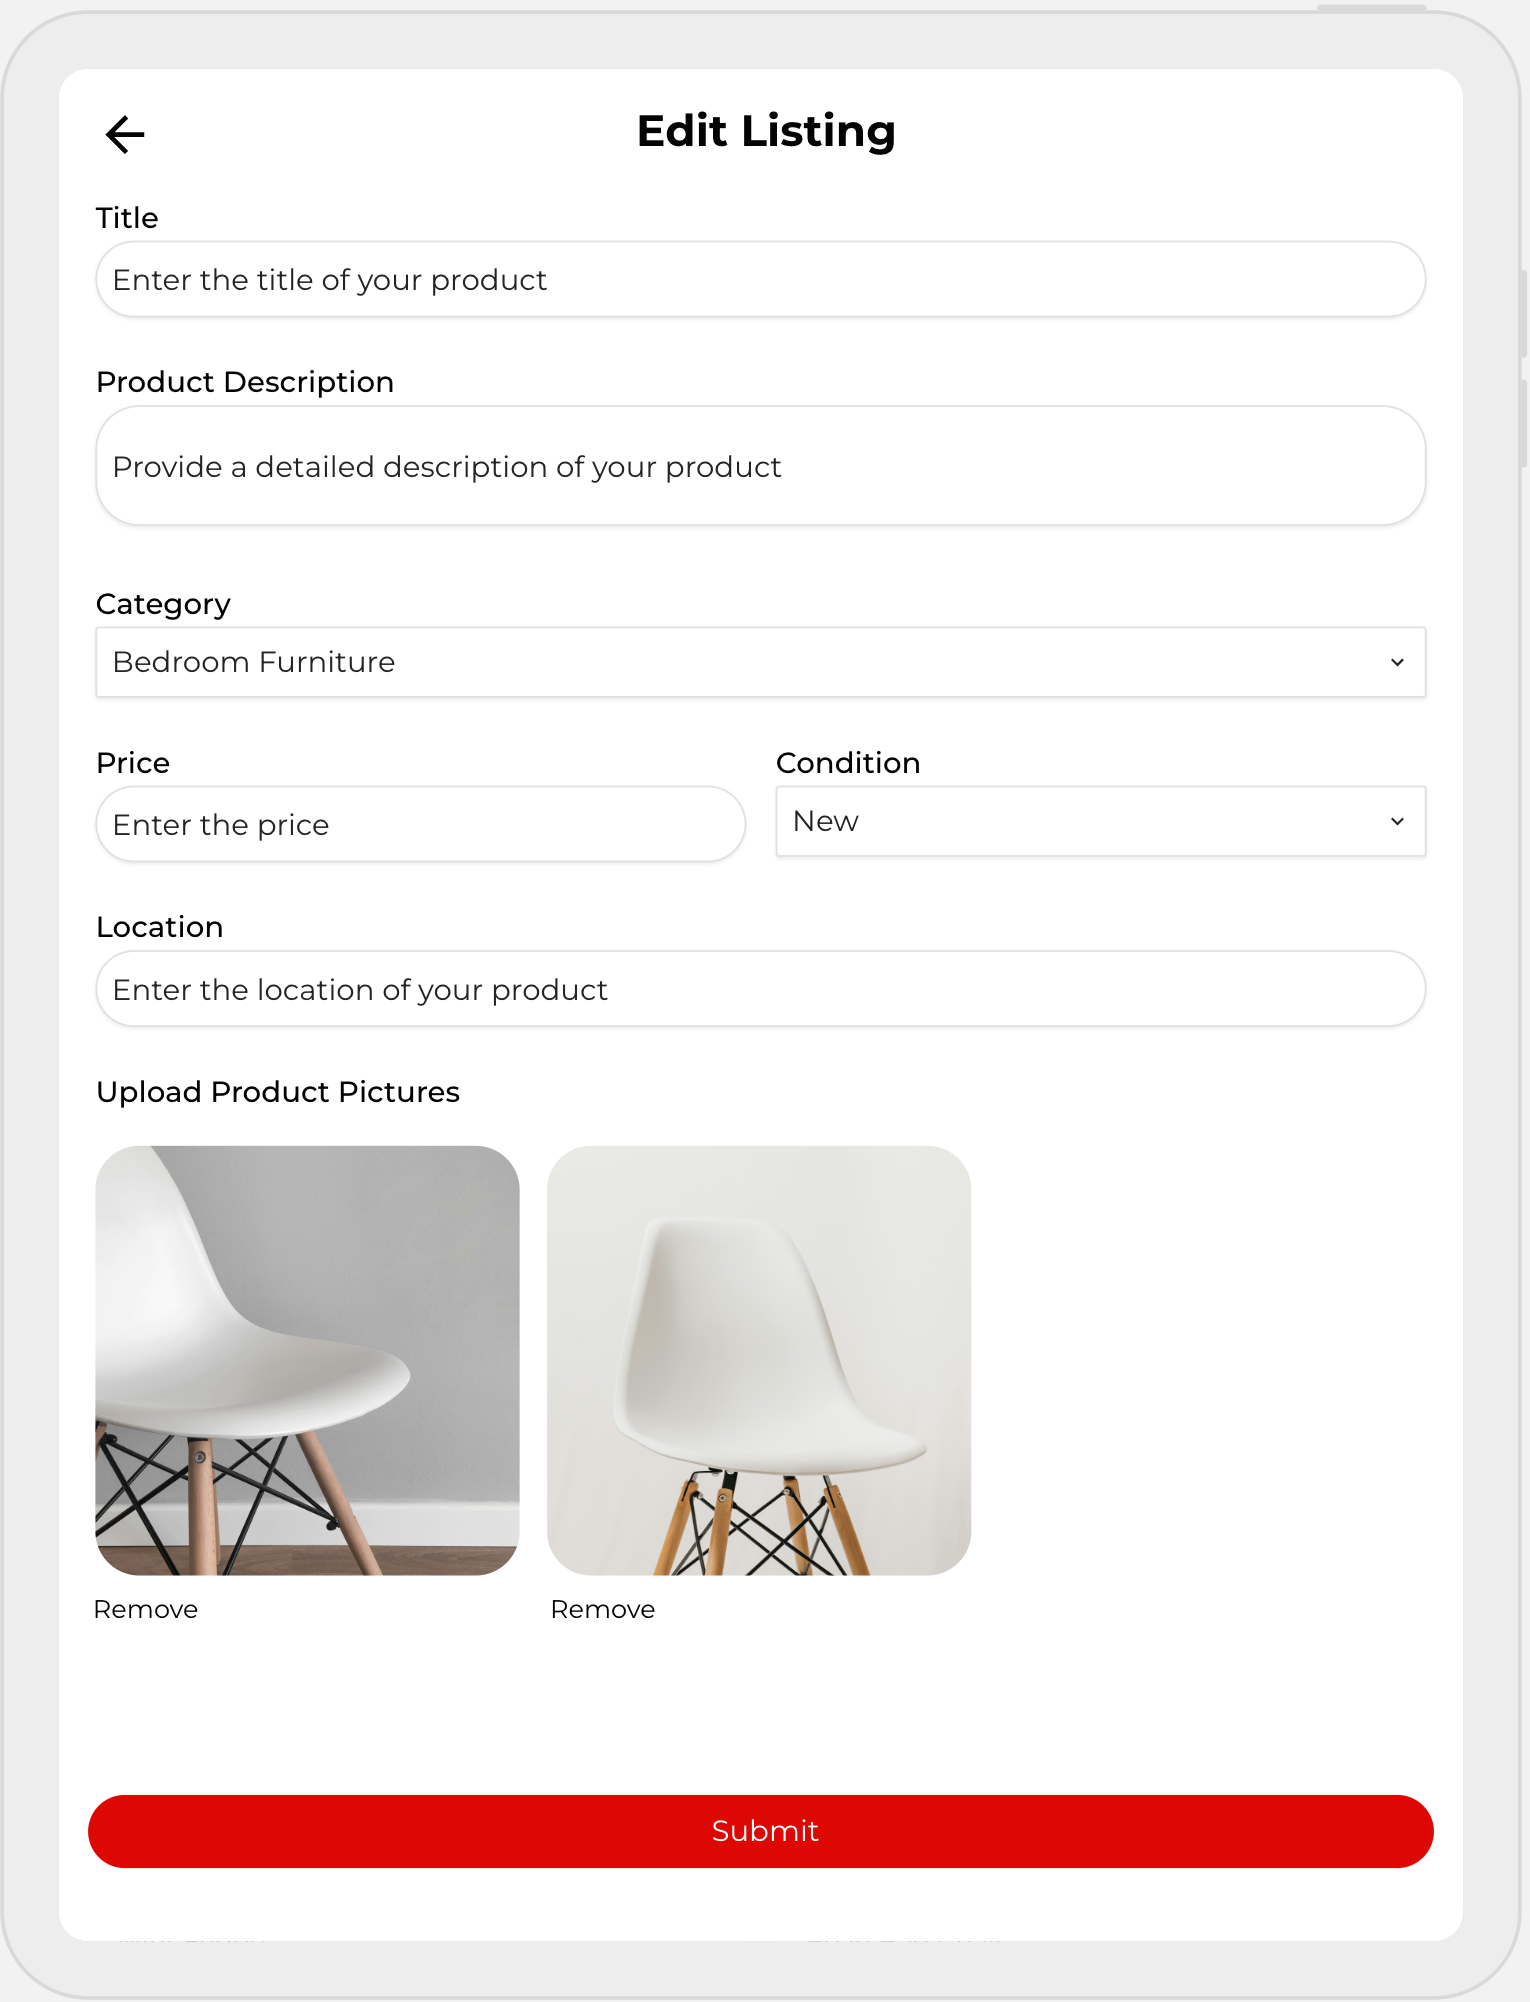 Edit Listing
Title
Enter the title of your product
Product Description
Provide a detailed description of your product
Category
Bedroom Furniture
Price
Condition
Enter the price
New
Location
Enter the location of your product
Upload Product Pictures
Remove
Remove
Submit